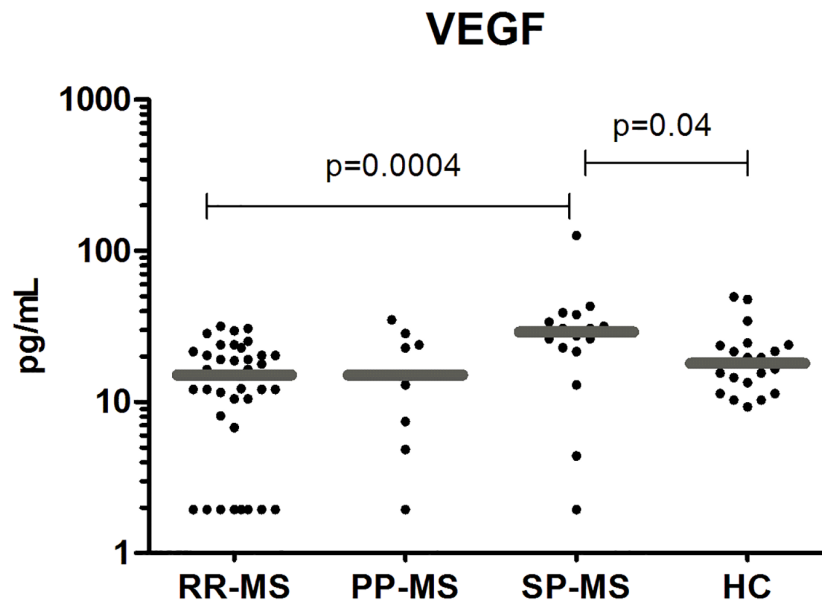 VEGF
1000
p=0.04
p=0.0004
100
pg/mL
10
1
RR-MS PP-MS SP-MS HC